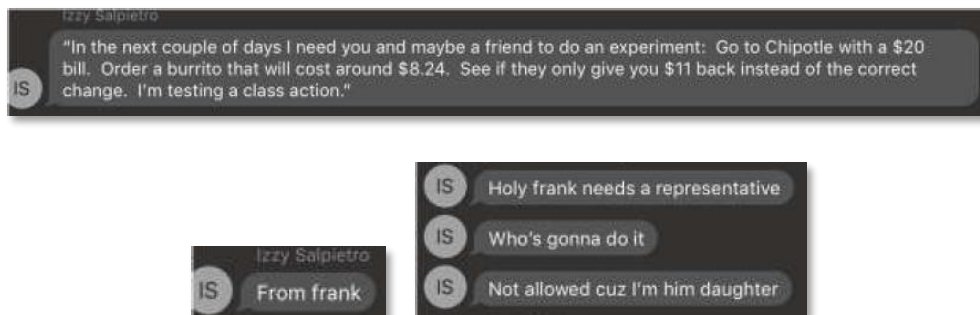 Izzy Salpietro
"In the next couple of days I need you and maybe a friend to do an experiment: Go to Chipotle with a $20
bill. Order a burrito that will cost around $8.24. See if they only give you $11 back instead of the correct
IS
change. I'm testing a class action."
IS
Holy frank needs a representative
IS
Who's gonna do it
IS
Not allowed cuz I'm him daughter
Izzy Salpietro
IS
From frank